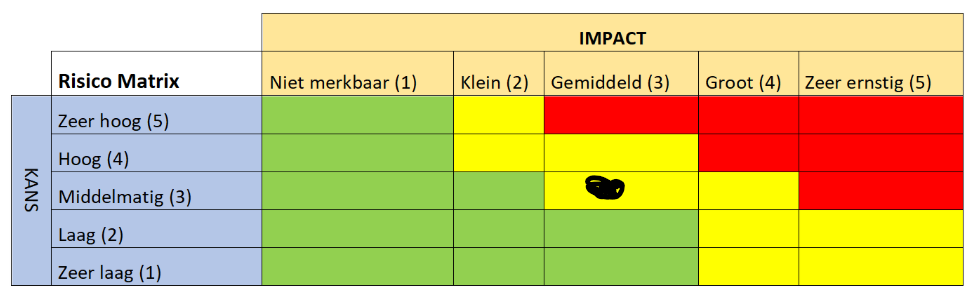 IMPACT
Risico Matrix Niet merkbaar (1) Klein (2) Gemiddeld (3) Groot (4) Zeer ernstig (5)
KANS
Zeer hoog (5)
Hoog (4)
Middelmatig (3)
Laag (2)
Zeer laag (1)